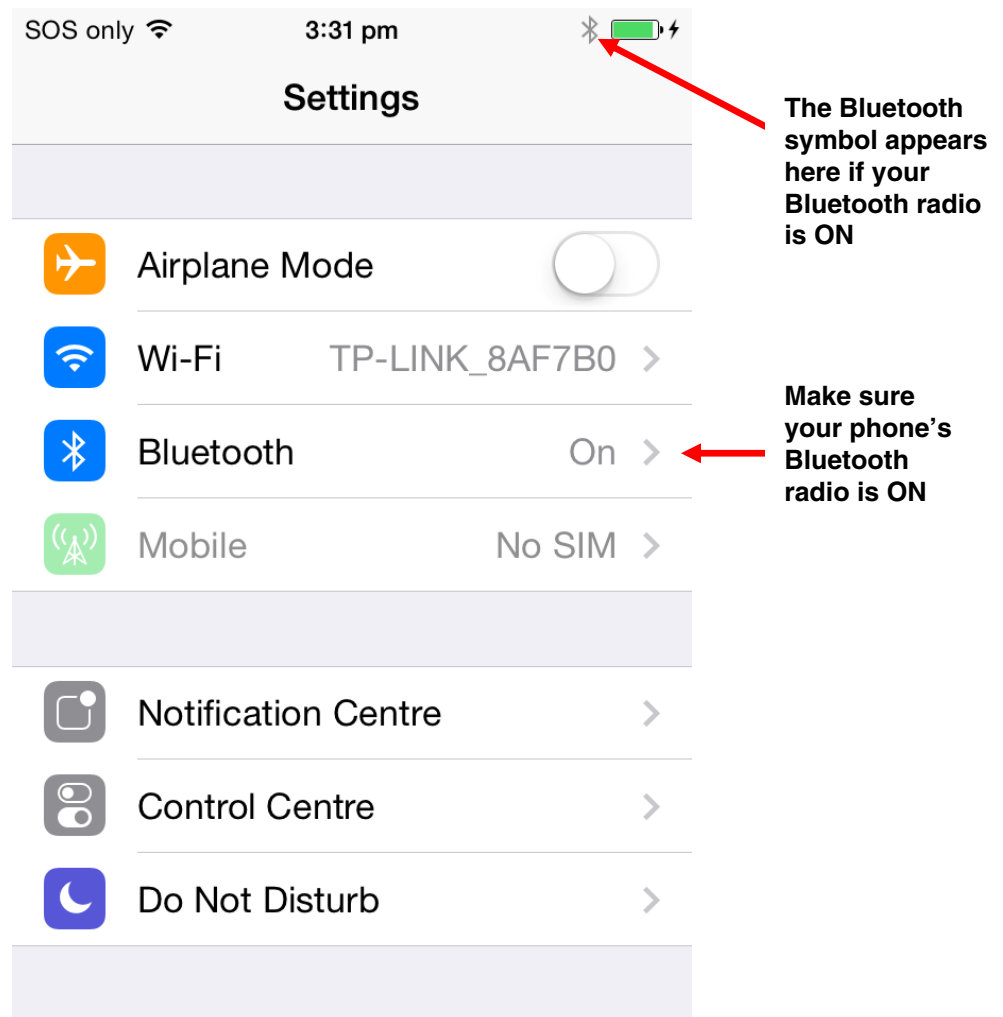 SOS only 3:31 pm
Settings
The Bluetooth
symbol appears
here if your
Bluetooth radio
is ON
Airplane Mode
Wi-Fi TP-LINK_8AF7B0
Make sure
your phone’s
Bluetooth
radio is ON
Bluetooth On
Mobile No SIM
Notification Centre
Control Centre
Do Not Disturb